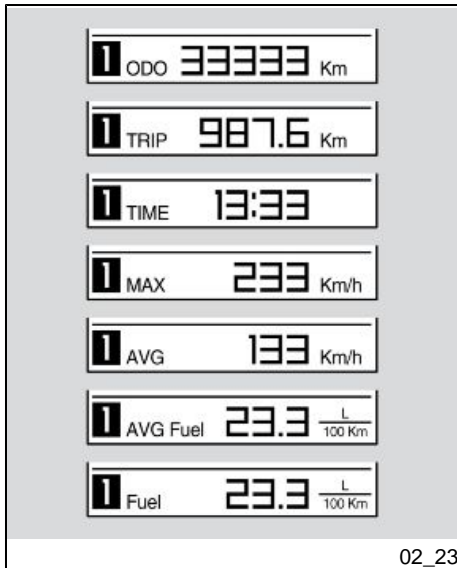 1 ODO 33333 Km
1 TRIP 987.6 Km
1 TIME 13:33
1 MAX 233 Km/h
1 AVG 133 Km/h
1 AVG Fuel 23.3 L/100 Km
1 Fuel 23.3 L/100 Km
02_23